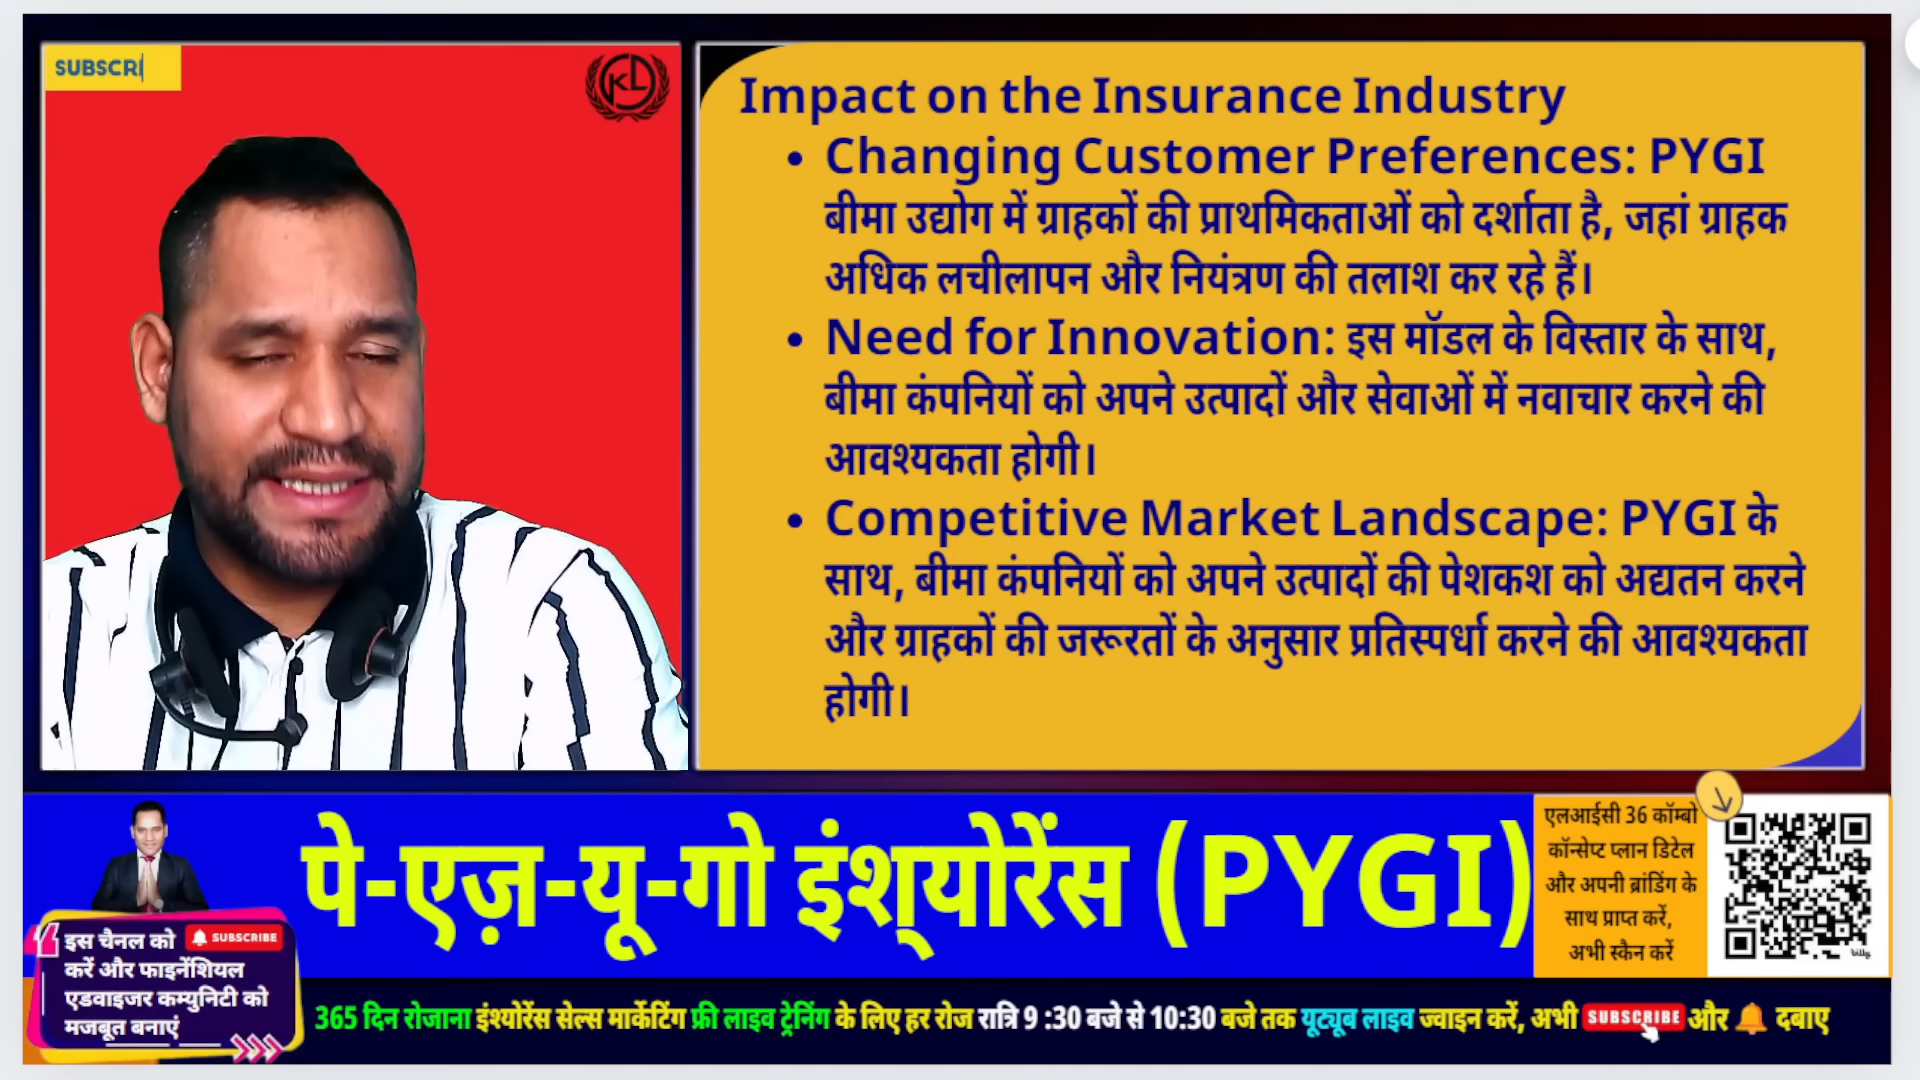 SUBSCRI
KD
Impact on the Insurance Industry
• Changing Customer Preferences: PYGI
बीमा उद्योग में ग्राहकों की प्राथमिकताओं को दर्शाता है, जहां ग्राहक
अधिक लचीलापन और नियंत्रण की तलाश कर रहे हैं।
• Need for Innovation: इस मॉडल के विस्तार के साथ,
बीमा कंपनियों को अपने उत्पादों और सेवाओं में नवाचार करने की
आवश्यकता होगी।
• Competitive Market Landscape: PYGI के
साथ, बीमा कंपनियों को अपने उत्पादों की पेशकश को अद्यतन करने
और ग्राहकों की जरूरतों के अनुसार प्रतिस्पर्धा करने की आवश्यकता
होगी।
पे-एज़-यू-गो इंश्योरेंस (PYGI)
एलआईसी 36 कॉम्बो
कॉन्सेप्ट प्लान डिटेल
और अपनी ब्रांडिंग के
साथ प्राप्त करें,
अभी स्कैन करें
इस चैनल को SUBSCRIBE
करें और फाइनेंशियल
एडवाइजर कम्युनिटी को
मजबूत बनाएं
365 दिन रोजाना इंश्योरेंस सेल्स मार्केटिंग फ्री लाइव ट्रेनिंग के लिए हर रोज रात्रि 9 :30 बजे से 10:30 बजे तक यूट्यूब लाइव ज्वाइन करें, अभी SUBSCRIBE और दबाए